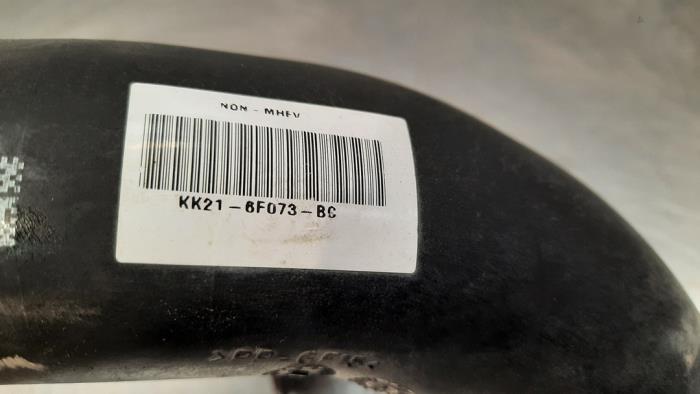 NON - MHEV
KK21-6F073-BC